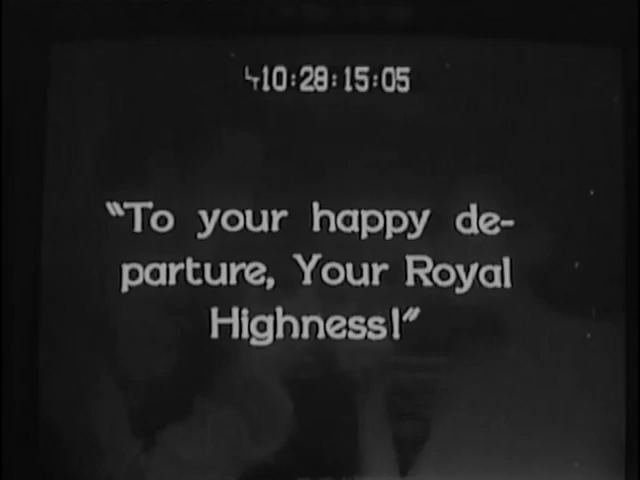 10:28:15:05
“To your happy de-
parture, Your Royal
Highness!”